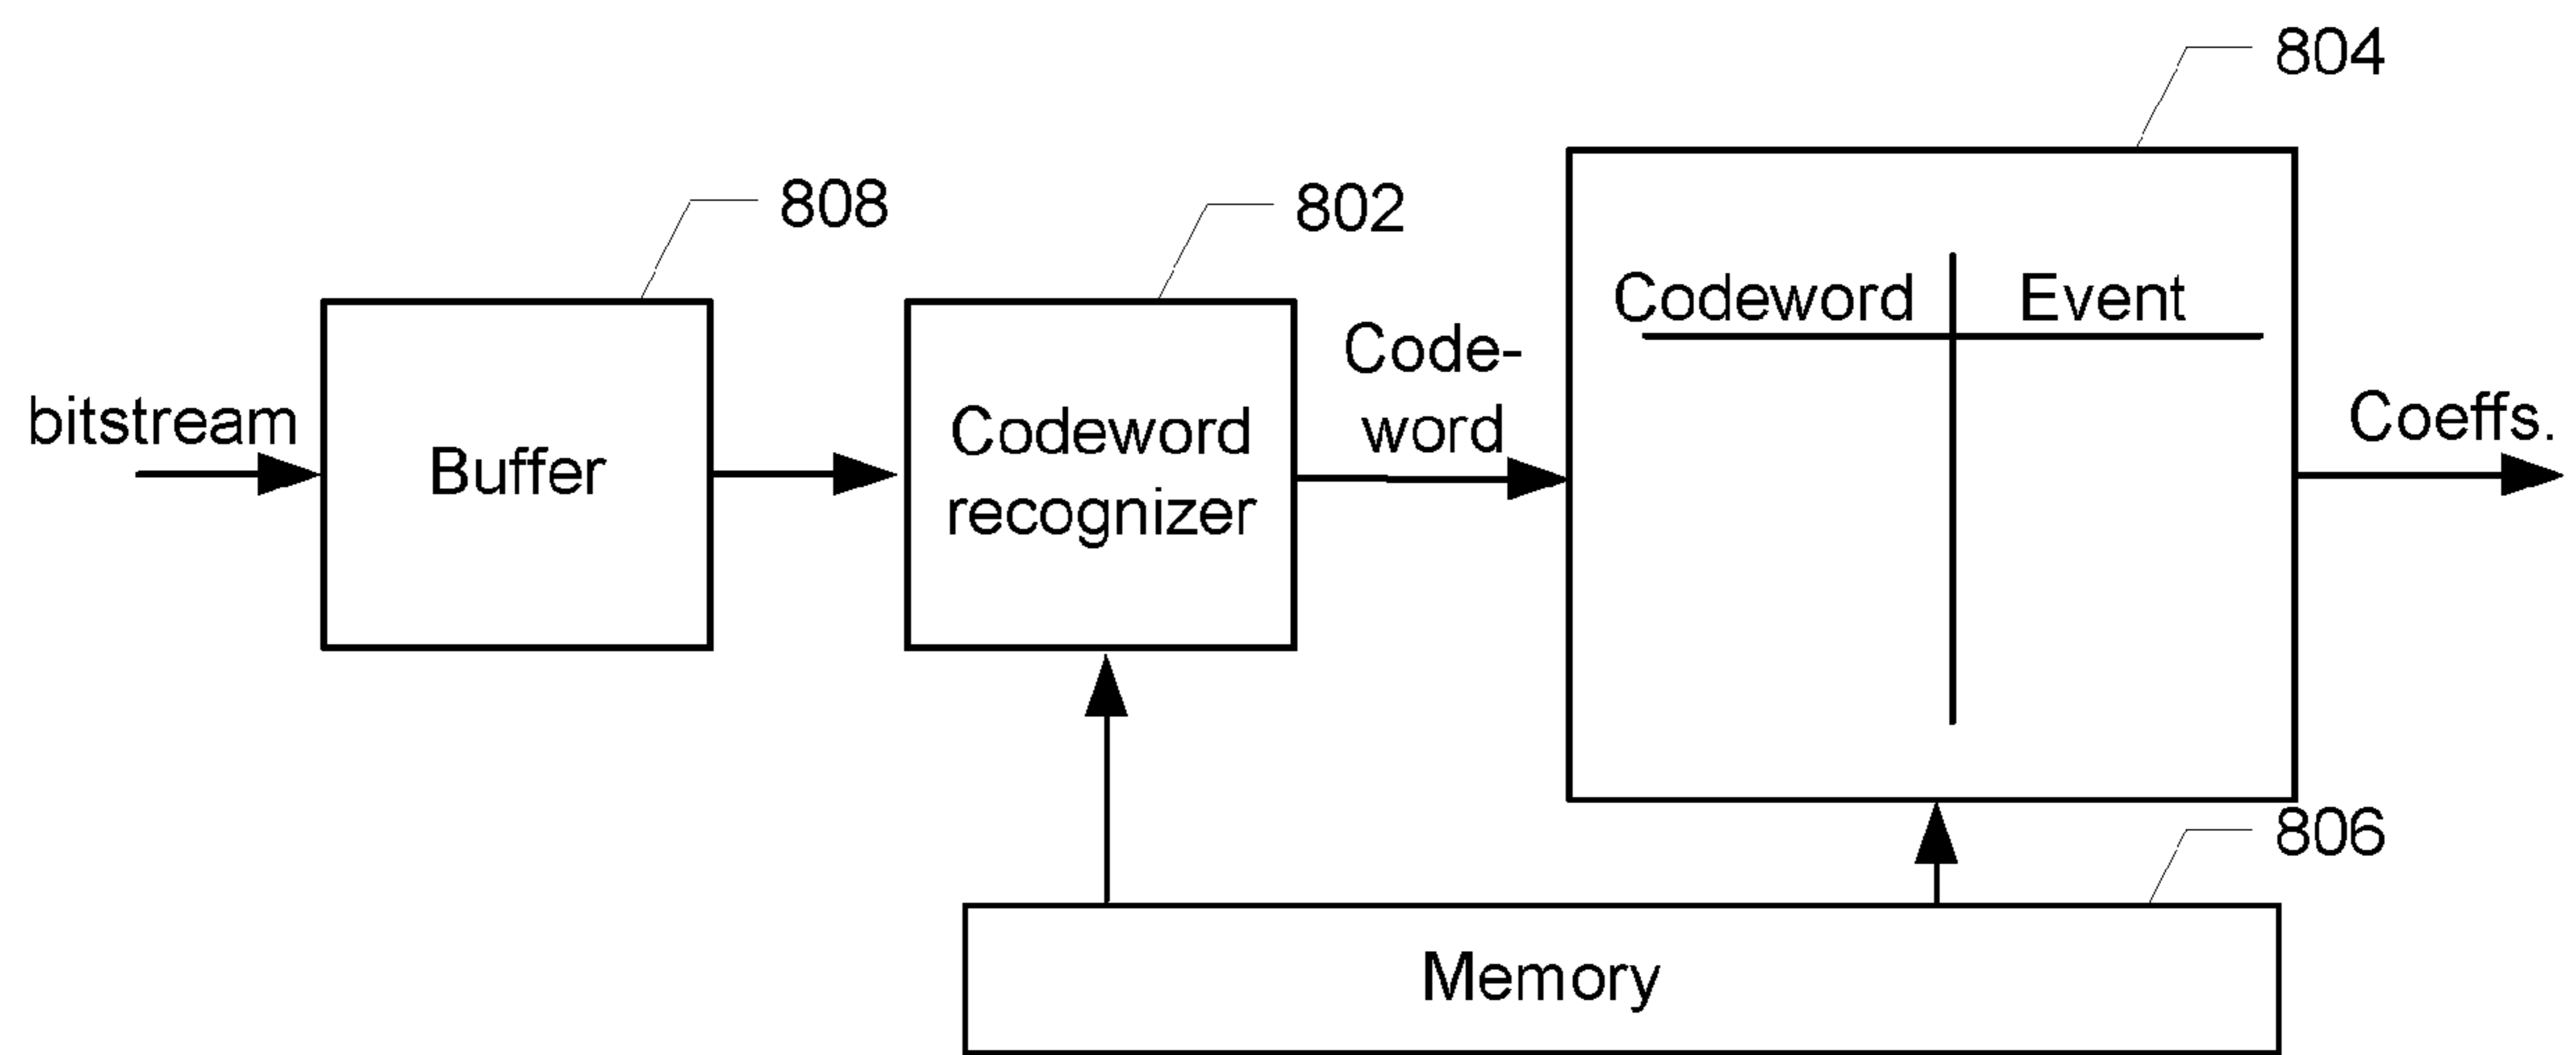 804
808
802
Codeword
Event
Code-
word
bitstream
Buffer
Codeword
recognizer
Coeffs.
806
Memory